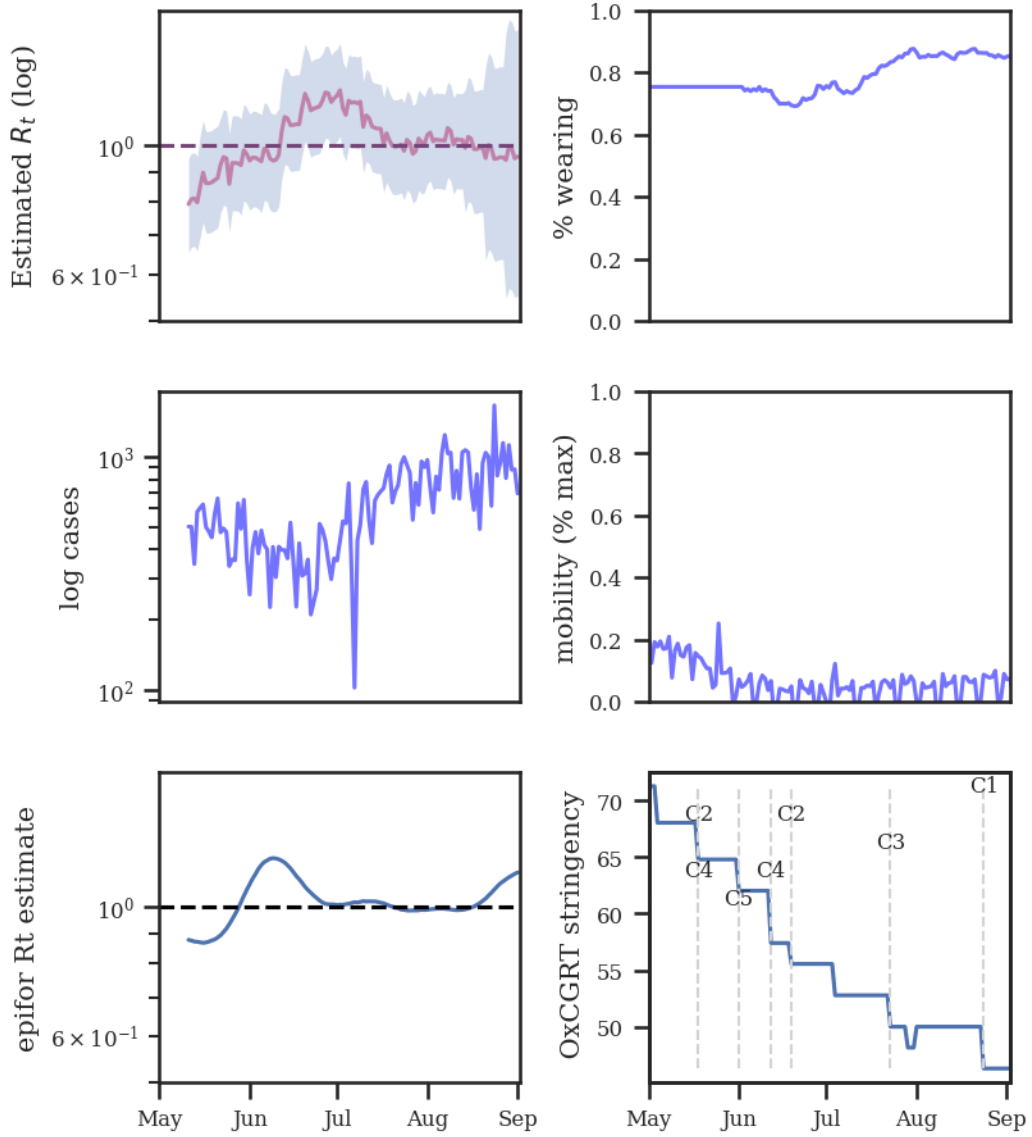 Estimated R_t (log)
10^0
6 × 10^−1
% wearing
1.0
0.8
0.6
0.4
0.2
0.0
log cases
10^3
10^2
mobility (% max)
1.0
0.8
0.6
0.4
0.2
0.0
epifor Rt estimate
10^0
6 × 10^−1
May Jun Jul Aug Sep
OxCGRT stringency
70
65
60
55
50
C1
C2 C2
C3
C4 C4
C5
May Jun Jul Aug Sep